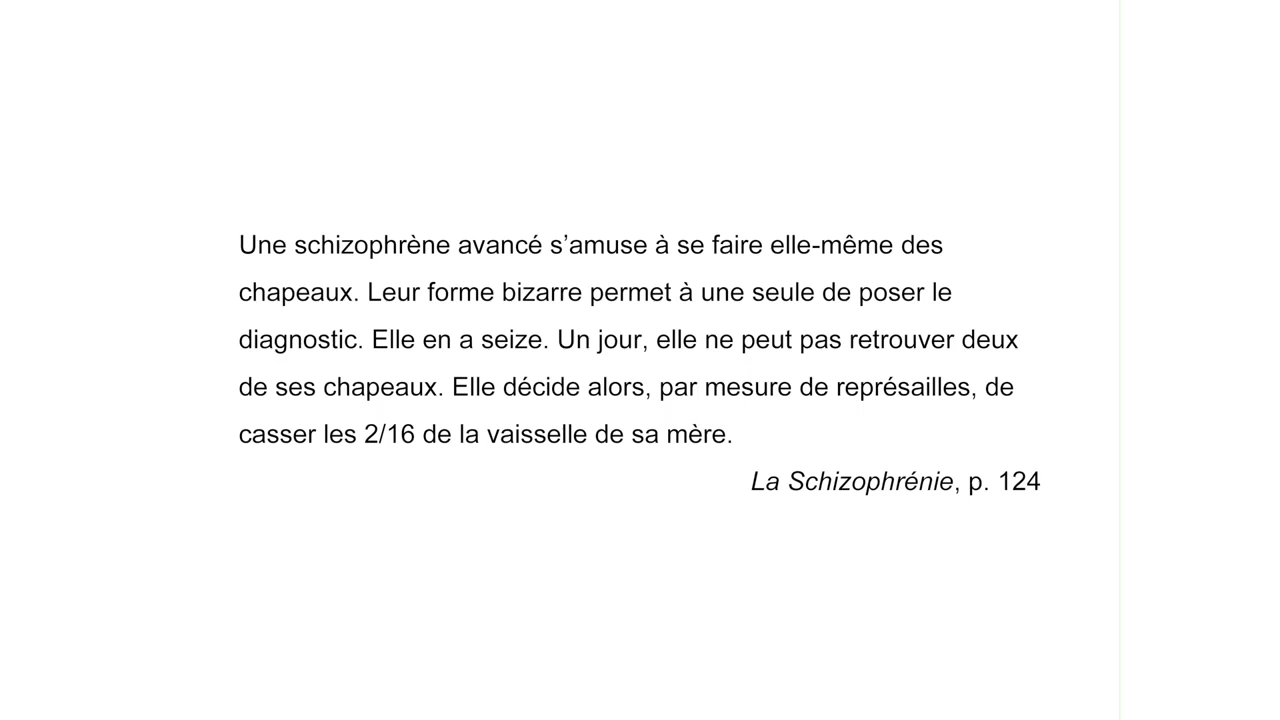 Une schizophrène avancé s’amuse à se faire elle-même des
chapeaux. Leur forme bizarre permet à une seule de poser le
diagnostic. Elle en a seize. Un jour, elle ne peut pas retrouver deux
de ses chapeaux. Elle décide alors, par mesure de représailles, de
casser les 2/16 de la vaisselle de sa mère.
La Schizophrénie, p. 124